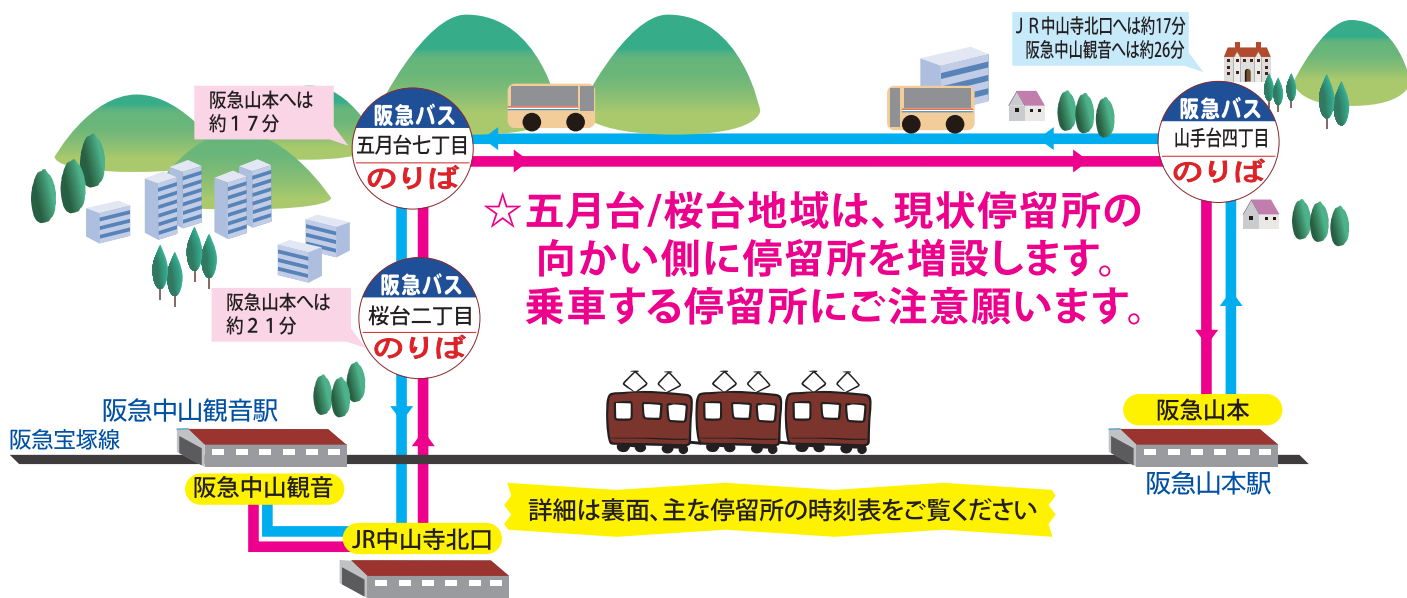 ＪＲ中山寺北口へは約17分
阪急中山観音へは約26分
阪急山本へは
約１７分
阪急バス
五月台七丁目
のりば
阪急バス
山手台四丁目
のりば
☆五月台/桜台地域は、現状停留所の
向かい側に停留所を増設します。
乗車する停留所にご注意願います。
阪急山本へは
約２１分
阪急バス
桜台二丁目
のりば
阪急中山観音駅
阪急宝塚線
阪急山本
阪急山本駅
阪急中山観音
詳細は裏面、主な停留所の時刻表をご覧ください
JR中山寺北口